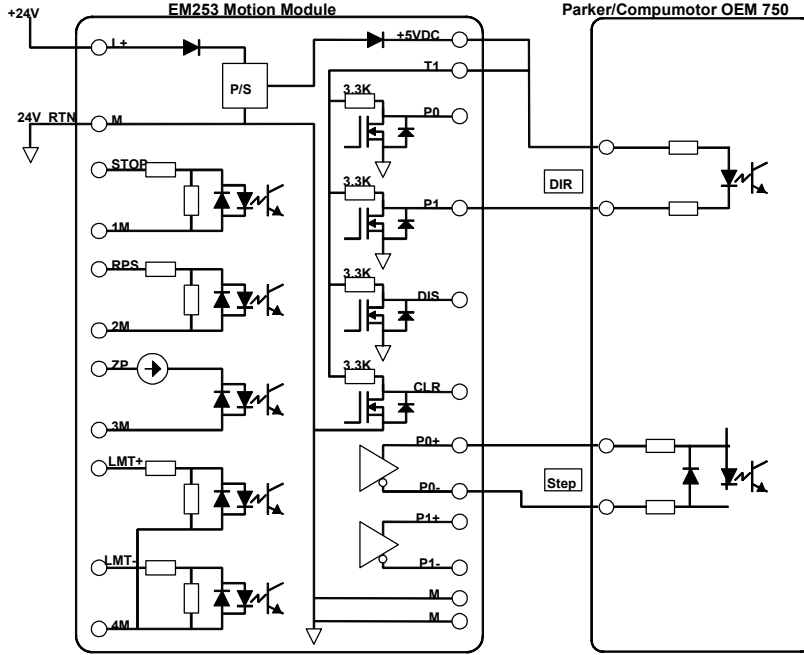 EM253 Motion Module
Parker/Compumotor OEM 750
+24V
L+
P/S
24V RTN
M
STOP
1M
RPS
2M
ZP
3M
LMT+
LMT-
4M
+5VDC
T1
3.3K
P0
3.3K
P1
3.3K
DIS
3.3K
CLR
P0+
P0-
P1+
P1-
M
M
DIR
Step